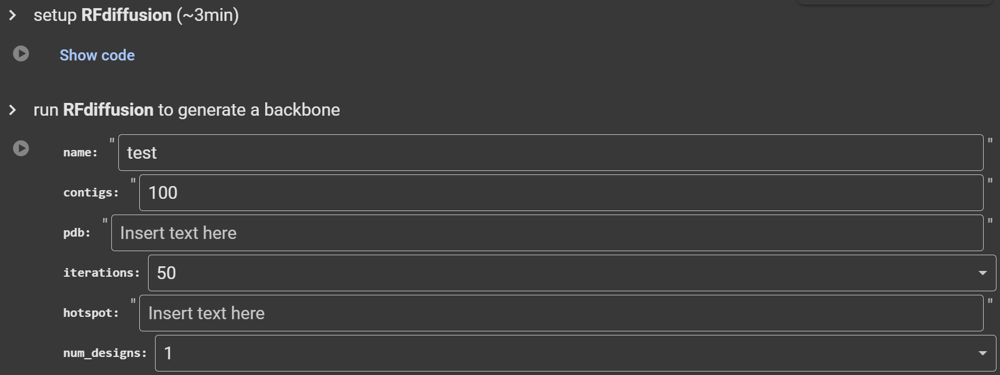 setup RFdiffusion (~3min)
Show code
run RFdiffusion to generate a backbone
name: " test "
contigs: " 100 "
pdb: " Insert text here "
iterations: 50
hotspot: " Insert text here "
num_designs: 1